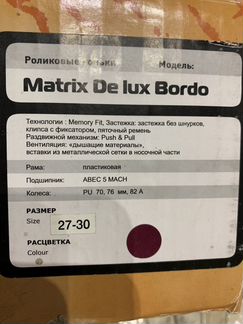 Роликовые коньки Модель:
Matrix De lux Bordo
Технологии : Memory Fit, Застежка: застежка без шнурков,
клипса с фиксатором, пяточный ремень
Раздвижной механизм: Push & Pull
Вентиляция: «дышащие материалы»,
вставки из металлической сетки в носочной части
Рама: пластиковая
Подшипник: ABEC 5 MACH
Колеса: PU 70, 76 мм, 82 А
РАЗМЕР
Size 27-30
РАСЦВЕТКА
Colour